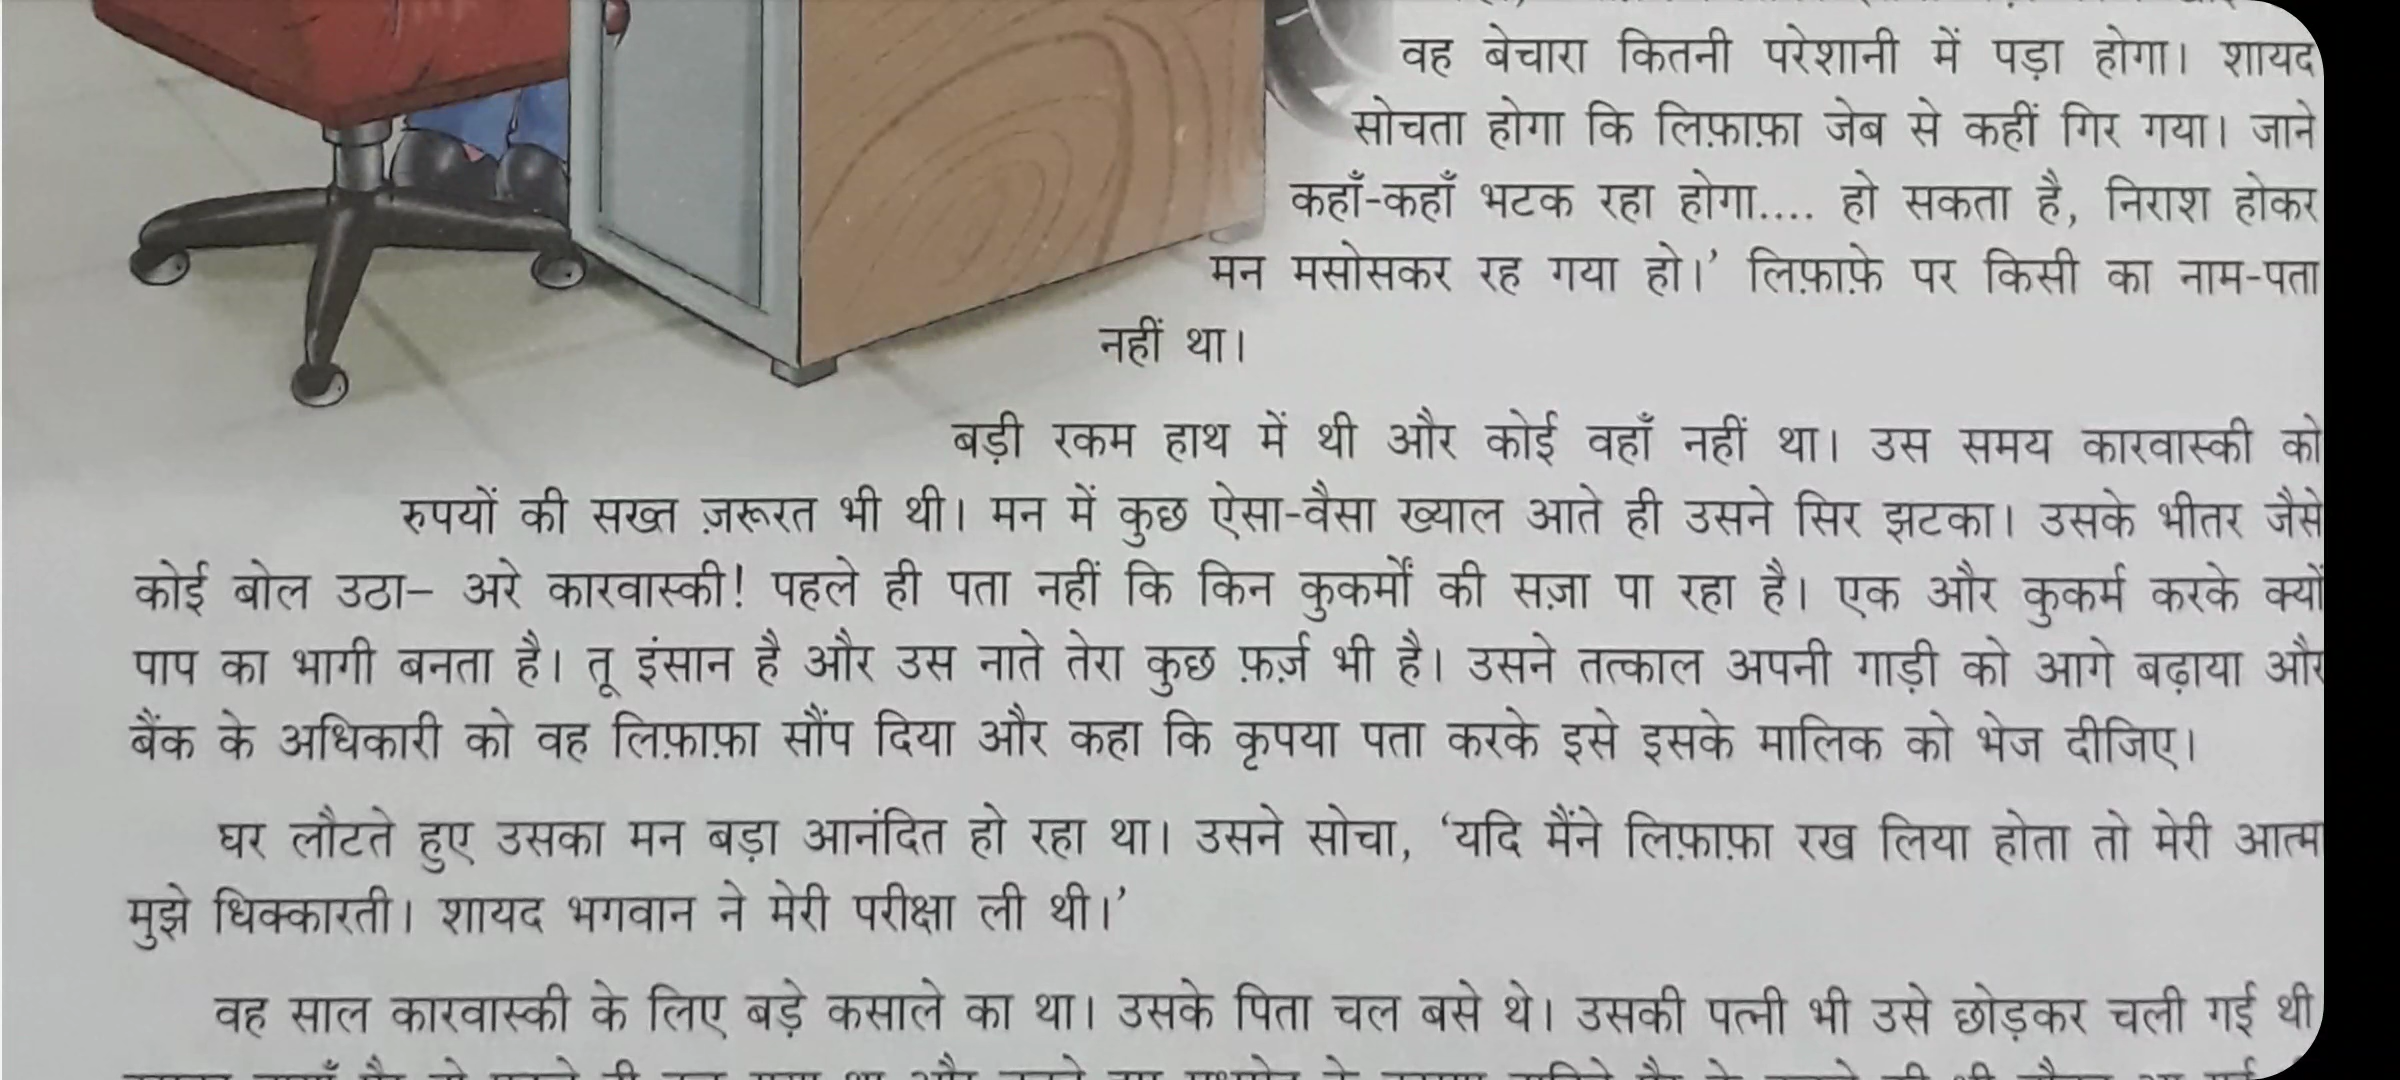 वह बेचारा कितनी परेशानी में पड़ा होगा। शायद
सोचता होगा कि लिफ़ाफ़ा जेब से कहीं गिर गया। जाने
कहाँ-कहाँ भटक रहा होगा.... हो सकता है, निराश होकर
मन मसोसकर रह गया हो।’ लिफ़ाफ़े पर किसी का नाम-पता
नहीं था।
बड़ी रकम हाथ में थी और कोई वहाँ नहीं था। उस समय कारवास्की को
रुपयों की सख्त ज़रूरत भी थी। मन में कुछ ऐसा-वैसा ख्याल आते ही उसने सिर झटका। उसके भीतर जैसे
कोई बोल उठा– अरे कारवास्की! पहले ही पता नहीं कि किन कुकर्मों की सज़ा पा रहा है। एक और कुकर्म करके क्यों
पाप का भागी बनता है। तू इंसान है और उस नाते तेरा कुछ फ़र्ज़ भी है। उसने तत्काल अपनी गाड़ी को आगे बढ़ाया और
बैंक के अधिकारी को वह लिफ़ाफ़ा सौंप दिया और कहा कि कृपया पता करके इसे इसके मालिक को भेज दीजिए।
घर लौटते हुए उसका मन बड़ा आनंदित हो रहा था। उसने सोचा, ‘यदि मैंने लिफ़ाफ़ा रख लिया होता तो मेरी आत्म
मुझे धिक्कारती। शायद भगवान ने मेरी परीक्षा ली थी।’
वह साल कारवास्की के लिए बड़े कसाले का था। उसके पिता चल बसे थे। उसकी पत्नी भी उसे छोड़कर चली गई थी